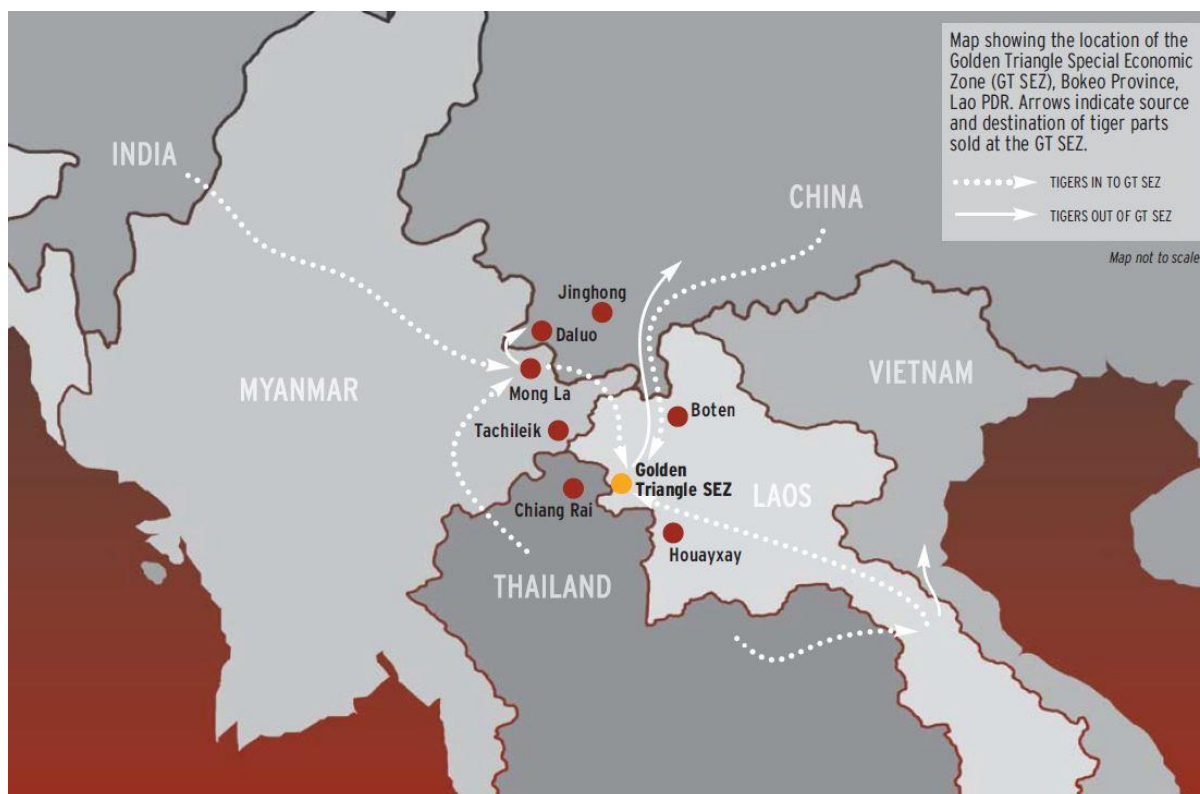 Map showing the location of the
Golden Triangle Special Economic
Zone (GT SEZ), Bokeo Province,
Lao PDR. Arrows indicate source
and destination of tiger parts
sold at the GT SEZ.
TIGERS IN TO GT SEZ
TIGERS OUT OF GT SEZ
Map not to scale
INDIA
CHINA
Jinghong
Daluo
MYANMAR
Mong La
VIETNAM
Boten
Tachileik
Golden
Triangle SEZ
LAOS
Chiang Rai
Houayxay
THAILAND